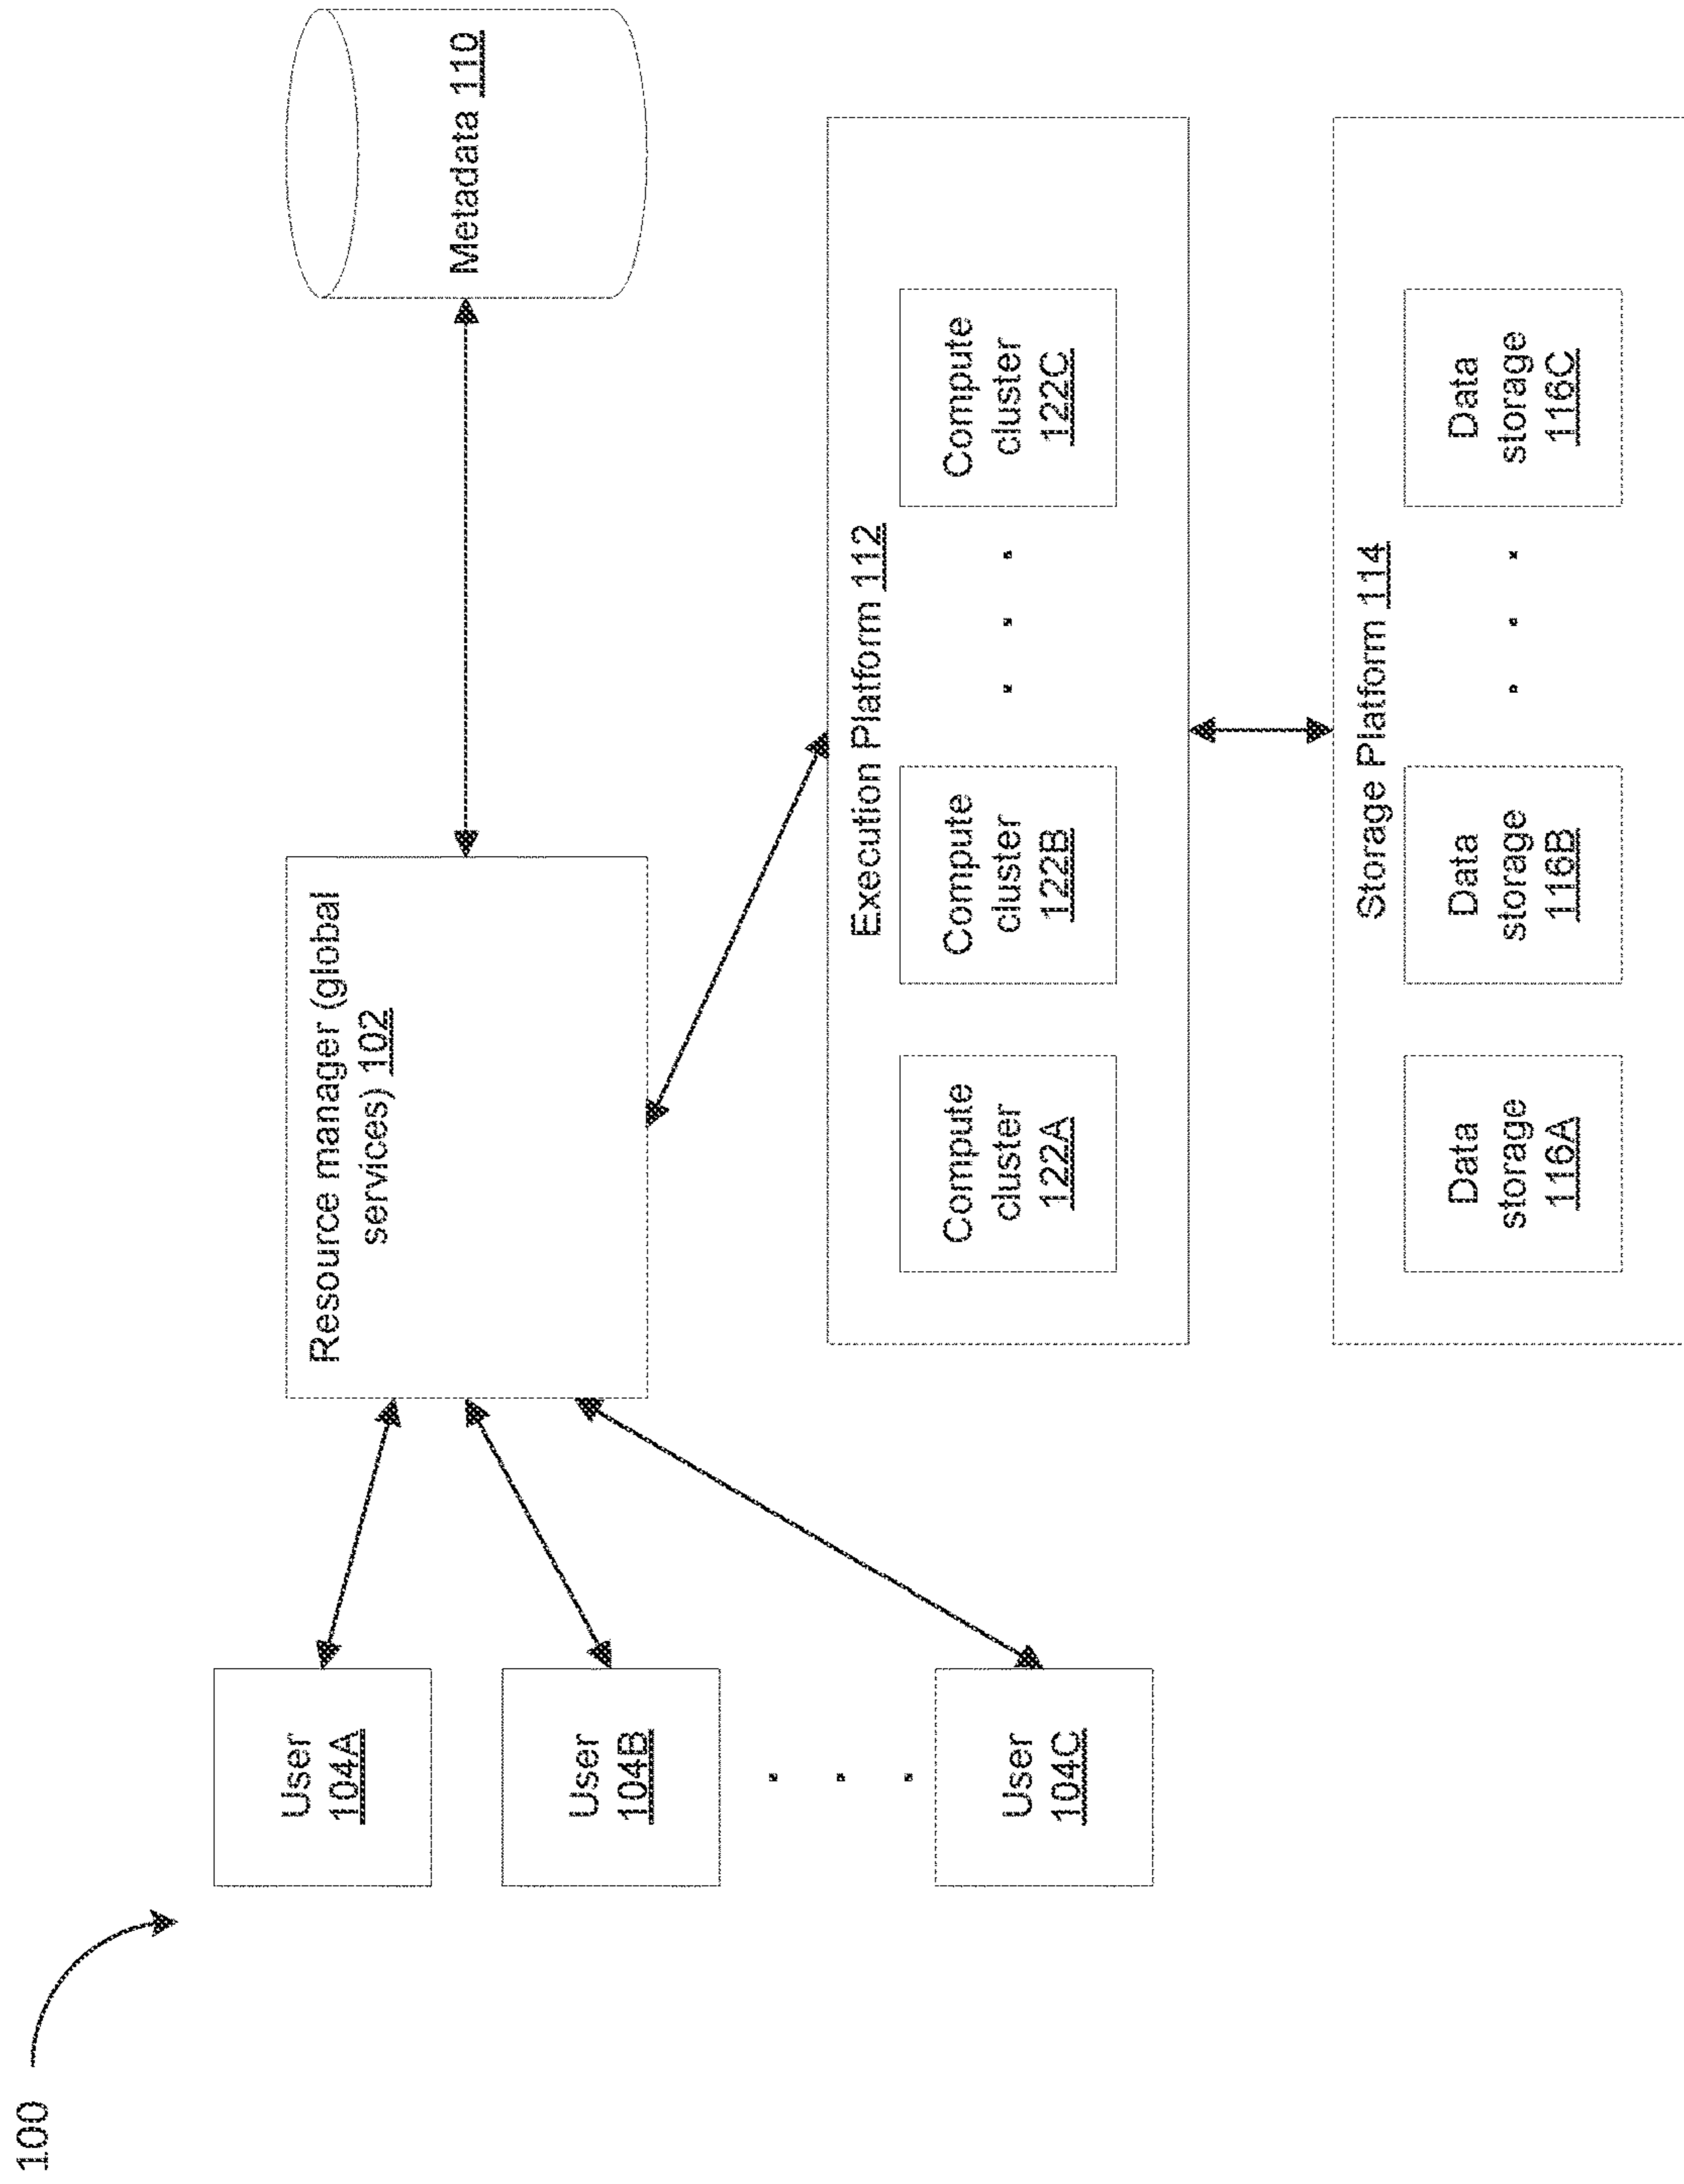 100
User
104A
User
104B
. . .
User
104C
Resource manager (global
services) 102
Metadata 110
Execution Platform 112
Compute
cluster
122A
Compute
cluster
122B
. . .
Compute
cluster
122C
Storage Platform 114
Data
storage
116A
Data
storage
116B
. . .
Data
storage
116C